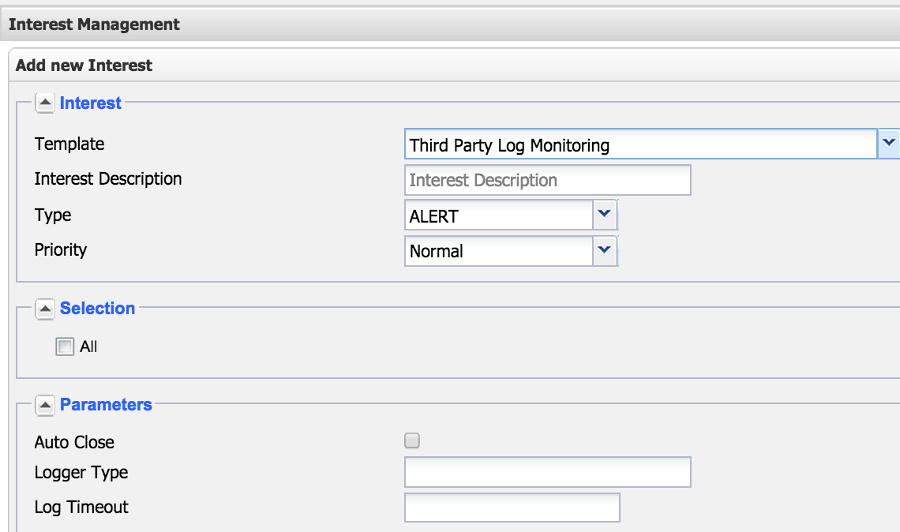 Interest Management
Add new Interest
Interest
Template Third Party Log Monitoring
Interest Description Interest Description
Type ALERT
Priority Normal
Selection
All
Parameters
Auto Close
Logger Type
Log Timeout